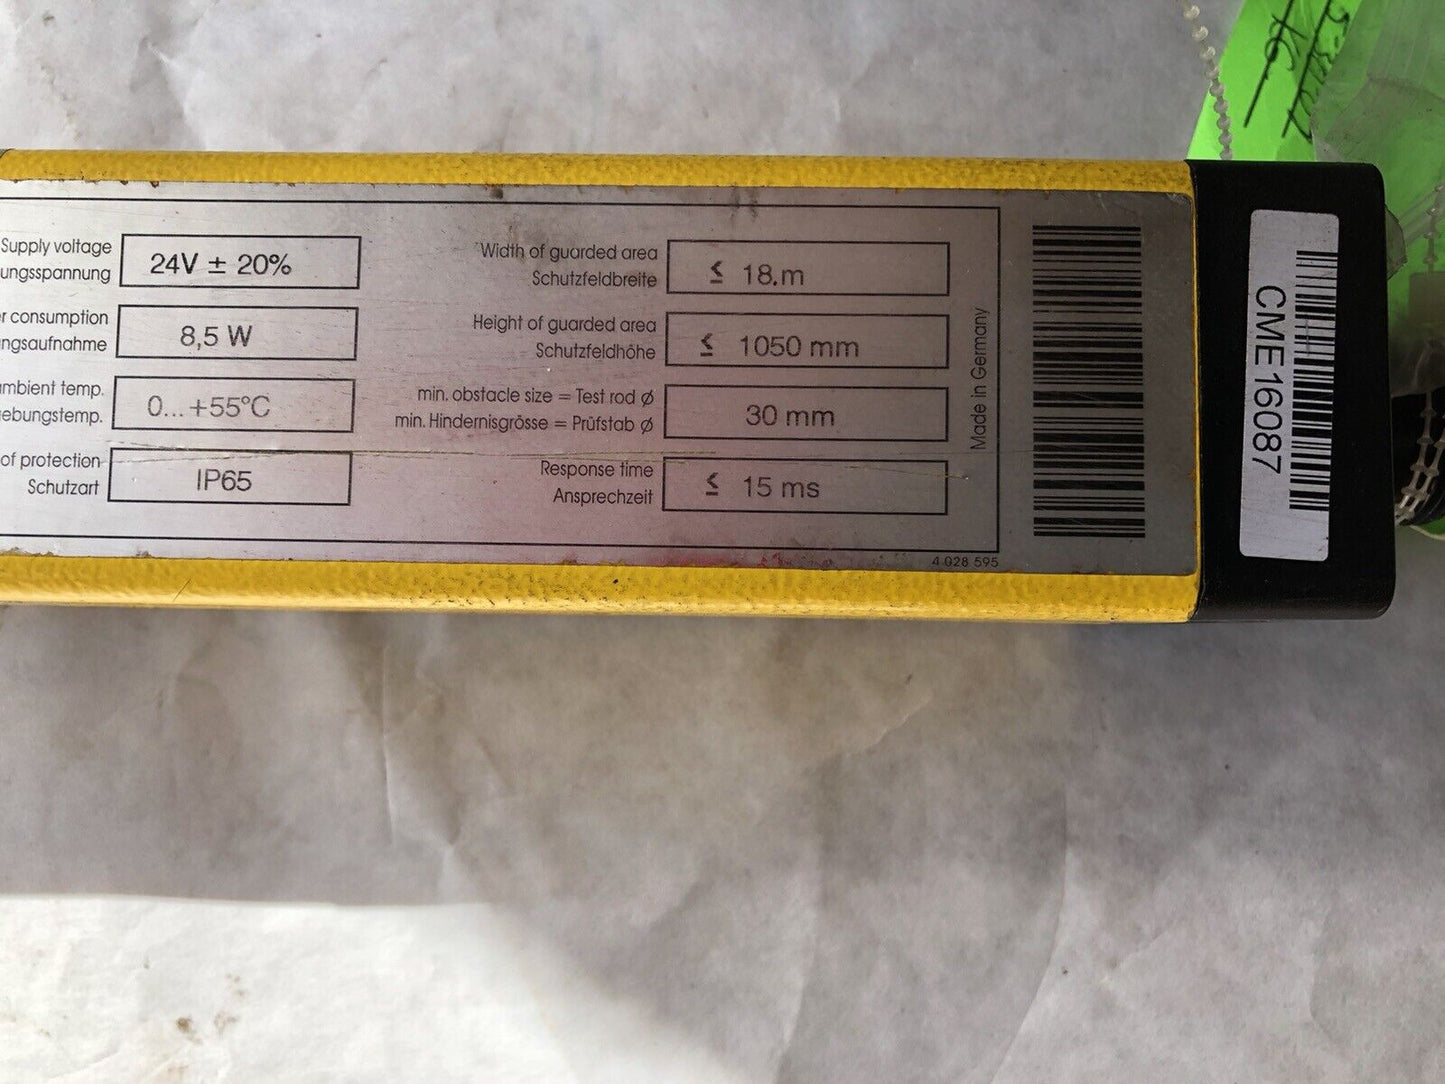 Supply voltage
ungsspannung
24V ± 20%
r consumption
ngsaufnahme
8,5 W
mbient temp.
ebungstemp.
0... +55°C
of protection
Schutzart
IP65
Width of guarded area
Schutzfeldbreite
≤ 18.m
Height of guarded area
Schutzfeldhöhe
≤ 1050 mm
min. obstacle size = Test rod ∅
min. Hindernisgrösse = Prüfstab ∅
30 mm
Response time
Ansprechzeit
≤ 15 ms
Made in Germany
4 028 595
CME16087